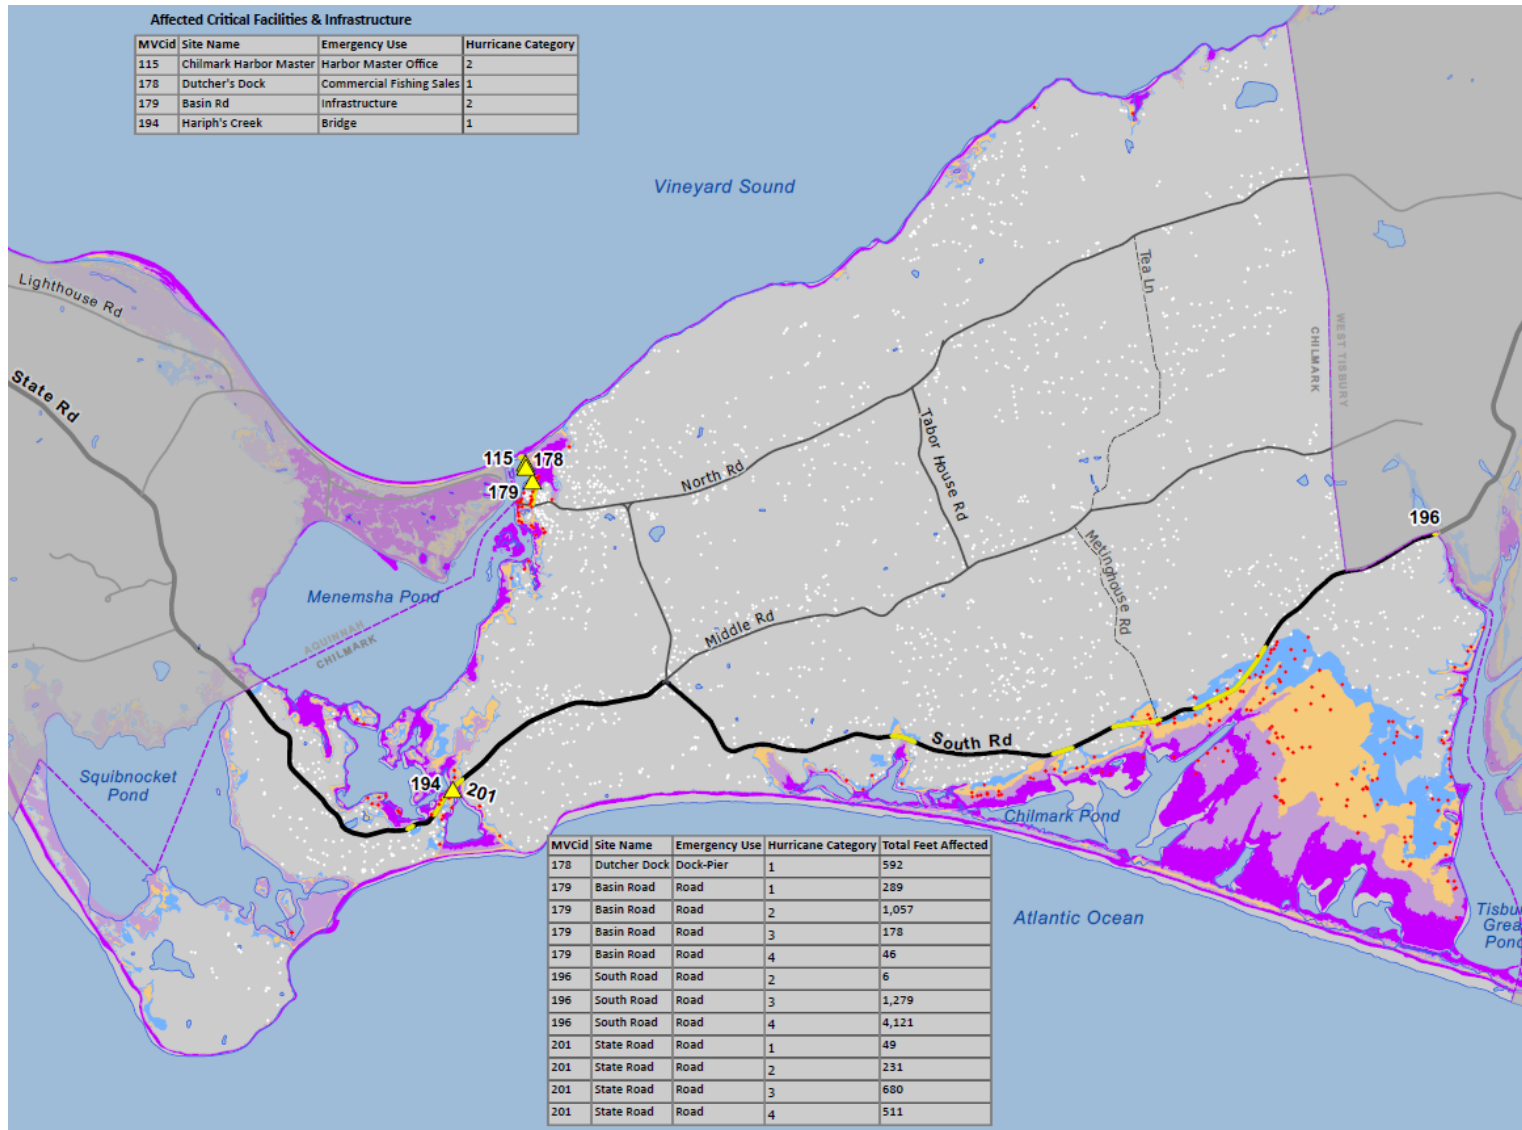 Affected Critical Facilities & Infrastructure
MVCid Site Name Emergency Use Hurricane Category
115 Chilmark Harbor Master Harbor Master Office 2
178 Dutcher's Dock Commercial Fishing Sales 1
179 Basin Rd Infrastructure 2
194 Hariph's Creek Bridge 1
Vineyard Sound
Lighthouse Rd
State Rd
Tea Ln
WEST TISBURY
CHILMARK
115
178
179
North Rd
Tabor House Rd
196
Metinghouse Rd
Menemsha Pond
AQUINNAH
CHILMARK
Middle Rd
South Rd
Squibnocket
Pond
194
201
Chilmark Pond
Atlantic Ocean
Pond
MVCid Site Name Emergency Use Hurricane Category Total Feet Affected
178 Dutcher Dock Dock-Pier 1 592
179 Basin Road Road 1 289
179 Basin Road Road 2 1,057
179 Basin Road Road 3 178
179 Basin Road Road 4 46
196 South Road Road 2 6
196 South Road Road 3 1,279
196 South Road Road 4 4,121
201 State Road Road 1 49
201 State Road Road 2 231
201 State Road Road 3 680
201 State Road Road 4 511